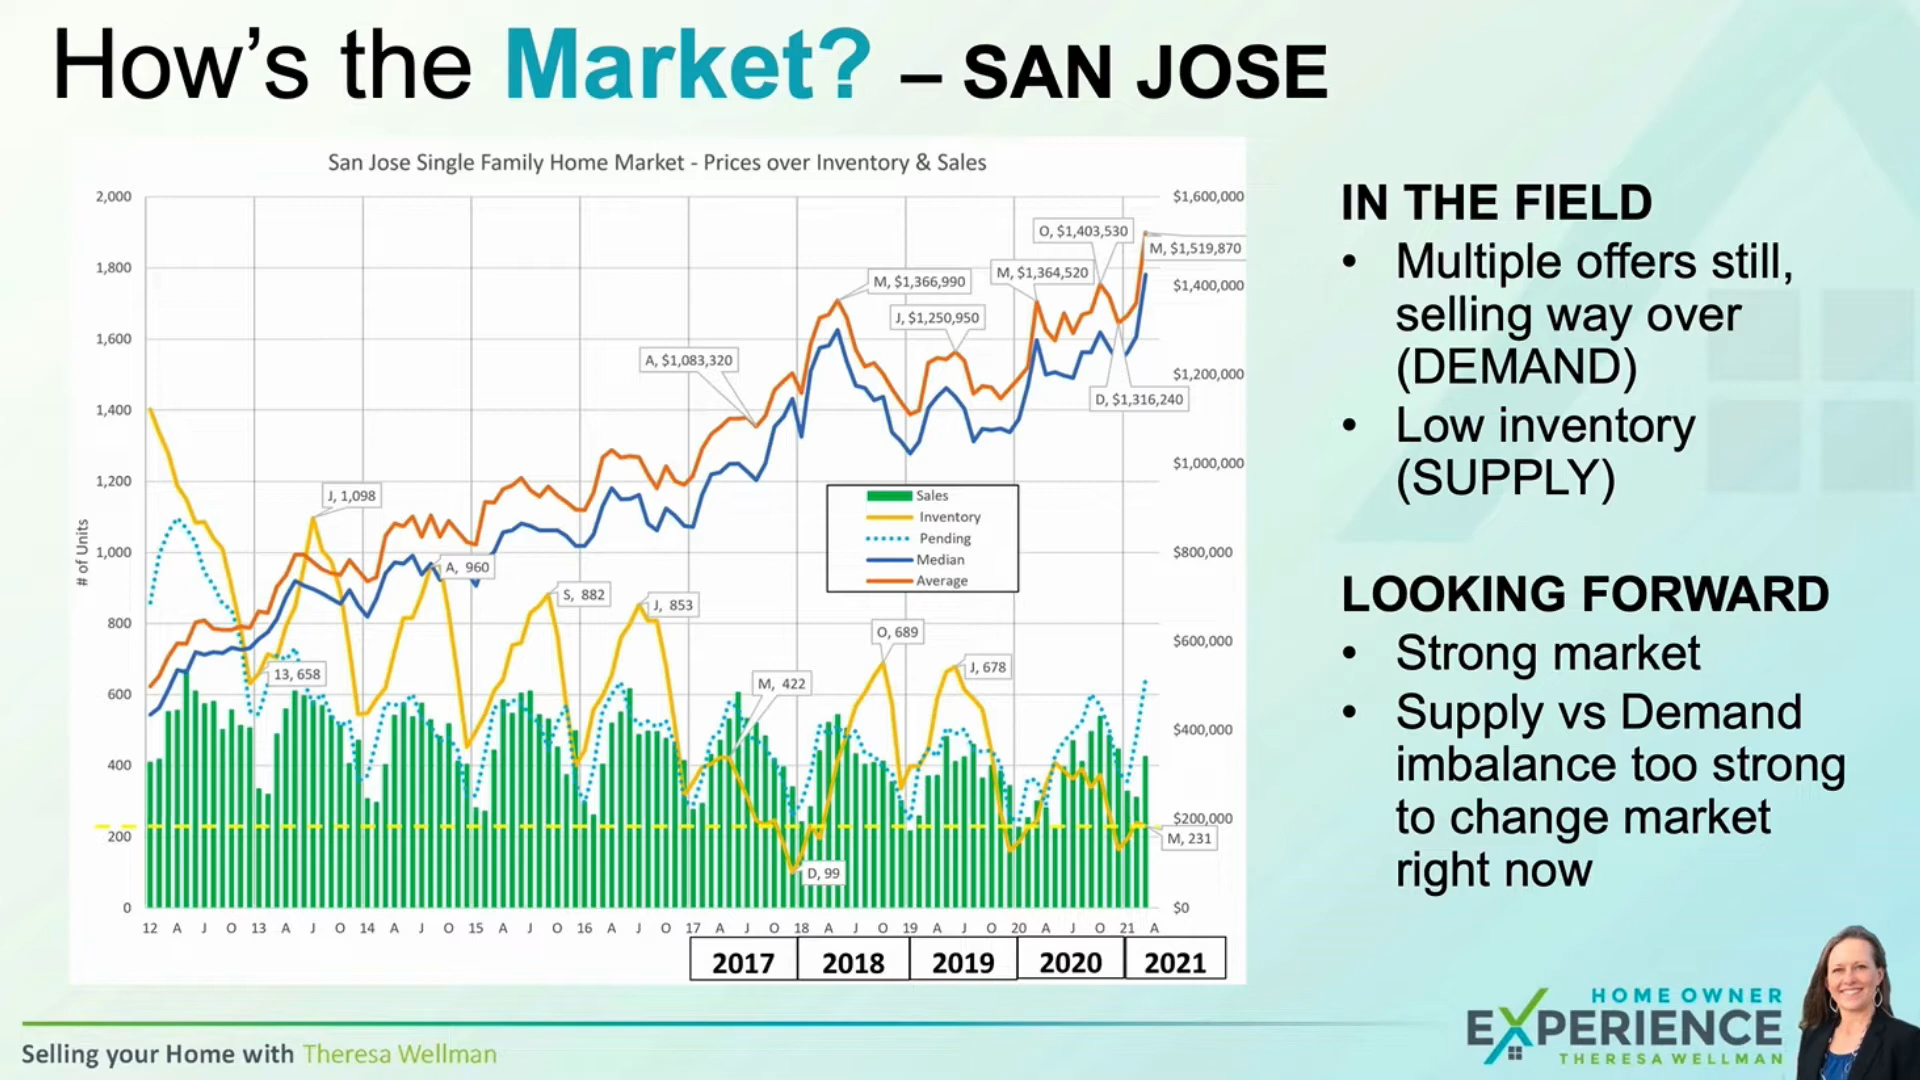 How's the Market? – SAN JOSE
San Jose Single Family Home Market - Prices over Inventory & Sales
# of Units
2,000
1,800
1,600
1,400
1,200
1,000
800
600
400
200
0
$1,600,000
$1,400,000
$1,200,000
$1,000,000
$800,000
$600,000
$400,000
$200,000
$0
O, $1,403,530
M, $1,519,870
M, $1,364,520
M, $1,366,990
J, $1,250,950
A, $1,083,320
D, $1,316,240
J, 1,098
A, 960
S, 882
J, 853
O, 689
J, 678
13, 658
M, 422
M, 231
D, 99
Sales
Inventory
Pending
Median
Average
12 A J O 13 A J O 14 A J O 15 A J O 16 A J O 17 A J O 18 A J O 19 A J O 20 A J O 21 A
2017 2018 2019 2020 2021
IN THE FIELD
• Multiple offers still,
selling way over
(DEMAND)
• Low inventory
(SUPPLY)
LOOKING FORWARD
• Strong market
• Supply vs Demand
imbalance too strong
to change market
right now
Selling your Home with Theresa Wellman
HOME OWNER
EXPERIENCE
THERESA WELLMAN